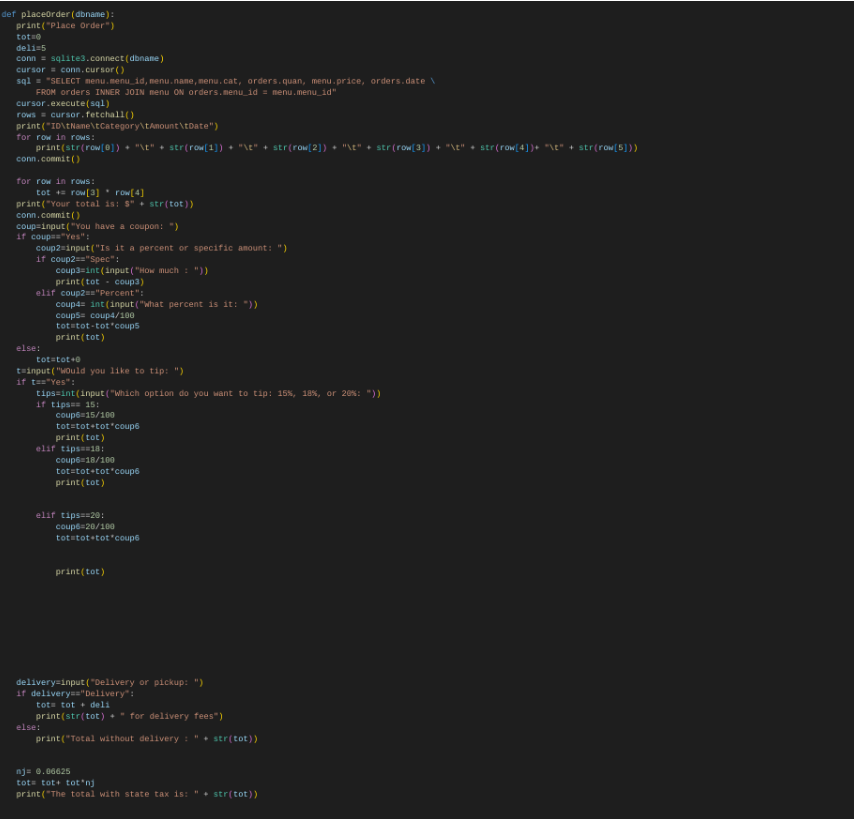 def placeOrder(dbname):
print("Place Order")
tot=0
deli=5
conn = sqlite3.connect(dbname)
cursor = conn.cursor()
sql = "SELECT menu.menu_id,menu.name,menu.cat, orders.quan, menu.price, orders.date \
FROM orders INNER JOIN menu ON orders.menu_id = menu.menu_id"
cursor.execute(sql)
rows = cursor.fetchall()
print("ID\tName\tCategory\tAmount\tDate")
for row in rows:
print(str(row[0]) + "\t" + str(row[1]) + "\t" + str(row[2]) + "\t" + str(row[3]) + "\t" + str(row[4])+ "\t" + str(row[5]))
conn.commit()
for row in rows:
tot += row[3] * row[4]
print("Your total is: $" + str(tot))
conn.commit()
coup=input("You have a coupon: ")
if coup=="Yes":
coup2=input("Is it a percent or specific amount: ")
if coup2=="Spec":
coup3=int(input("How much : "))
print(tot - coup3)
elif coup2=="Percent":
coup4= int(input("What percent is it: "))
coup5= coup4/100
tot=tot-tot*coup5
print(tot)
else:
tot=tot+0
t=input("WOuld you like to tip: ")
if t=="Yes":
tips=int(input("Which option do you want to tip: 15%, 18%, or 20%: "))
if tips== 15:
coup6=15/100
tot=tot+tot*coup6
print(tot)
elif tips==18:
coup6=18/100
tot=tot+tot*coup6
print(tot)
elif tips==20:
coup6=20/100
tot=tot+tot*coup6
print(tot)
delivery=input("Delivery or pickup: ")
if delivery=="Delivery":
tot= tot + deli
print(str(tot) + " for delivery fees")
else:
print("Total without delivery : " + str(tot))
nj= 0.06625
tot= tot+ tot*nj
print("The total with state tax is: " + str(tot))